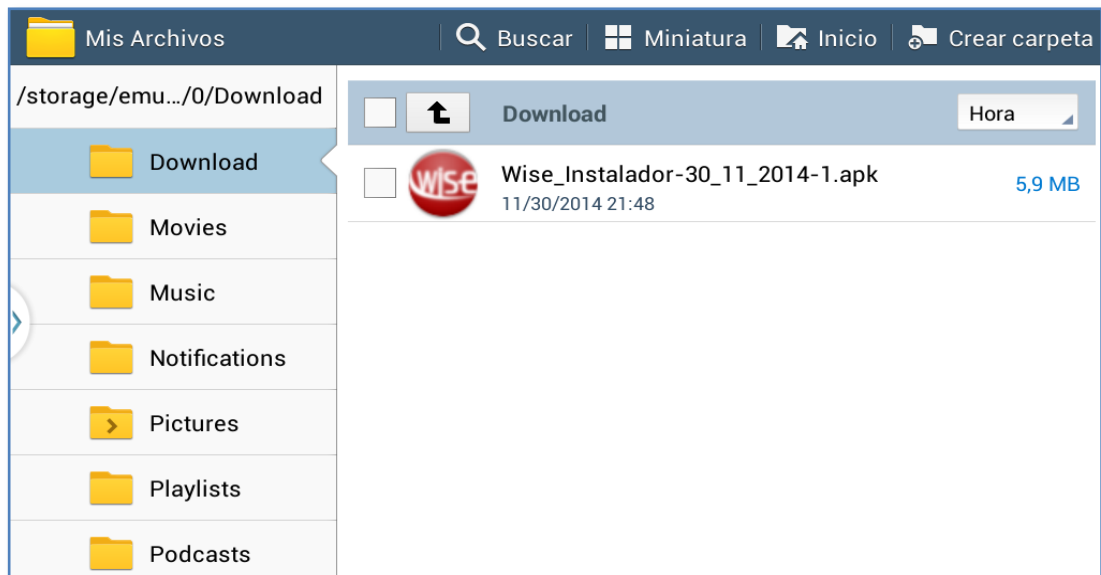 Mis Archivos
Buscar
Miniatura
Inicio
Crear carpeta
/storage/emu.../0/Download
Download
Movies
Music
Notifications
Pictures
Playlists
Podcasts
Download
Hora
Wise
Wise_Instalador-30_11_2014-1.apk
11/30/2014 21:48
5,9 MB